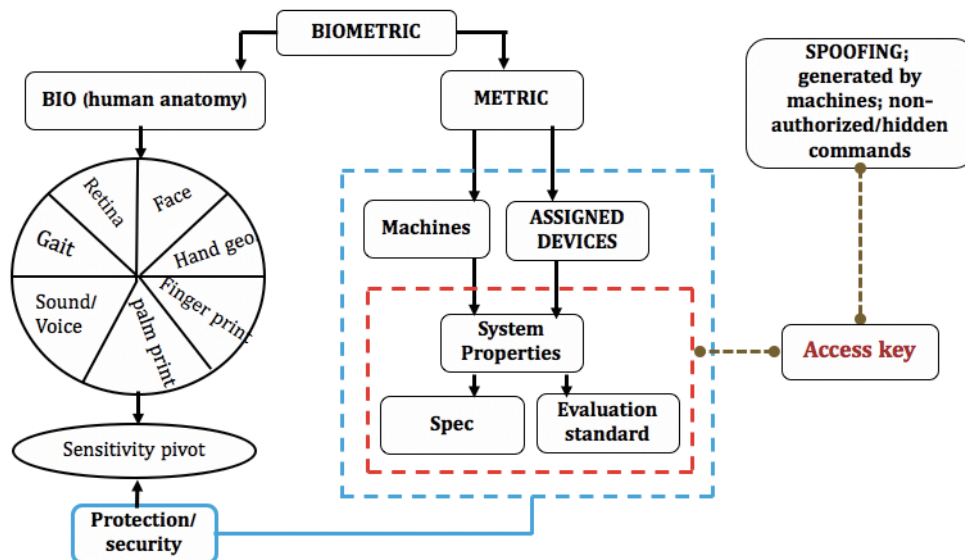 BIOMETRIC
BIO (human anatomy)
METRIC
SPOOFING;
generated by
machines; non-
authorized/hidden
commands
Retina
Face
Gait
Hand geo.
Sound/
Voice
palm print
Finger print
Machines
ASSIGNED
DEVICES
System
Properties
Access key
Spec
Evaluation
standard
Sensitivity pivot
Protection/
security